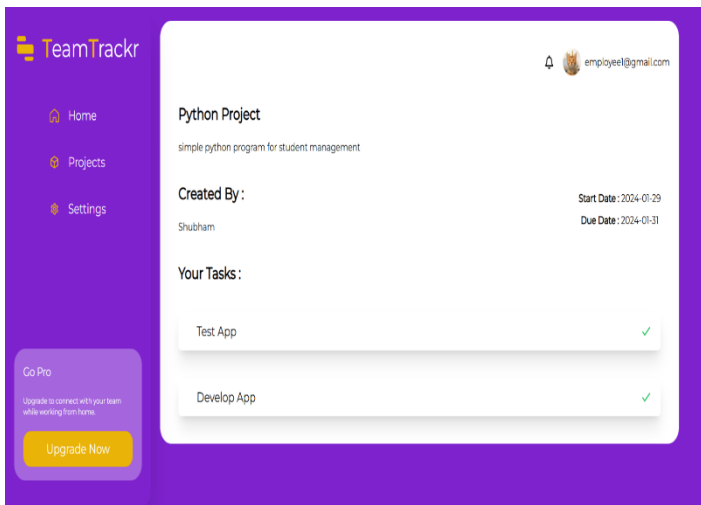 TeamTrackr
Home
Projects
Settings
Go Pro
Upgrade to connect with your team
while working from home.
Upgrade Now
employee1@gmail.com
Python Project
simple python program for student management
Created By :
Shubham
Start Date : 2024-01-29
Due Date : 2024-01-31
Your Tasks :
Test App
Develop App